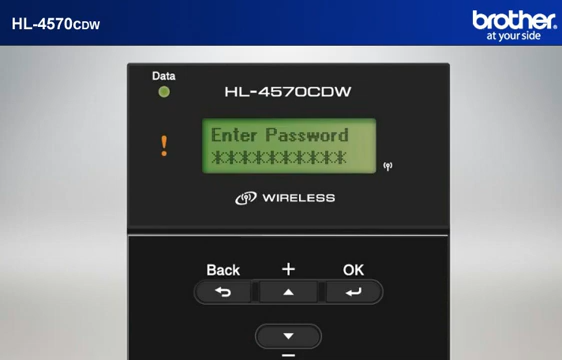 HL-4570CDW
brother
at your side
Data
HL-4570CDW
!
Enter Password
**********
WIRELESS
Back + OK
−